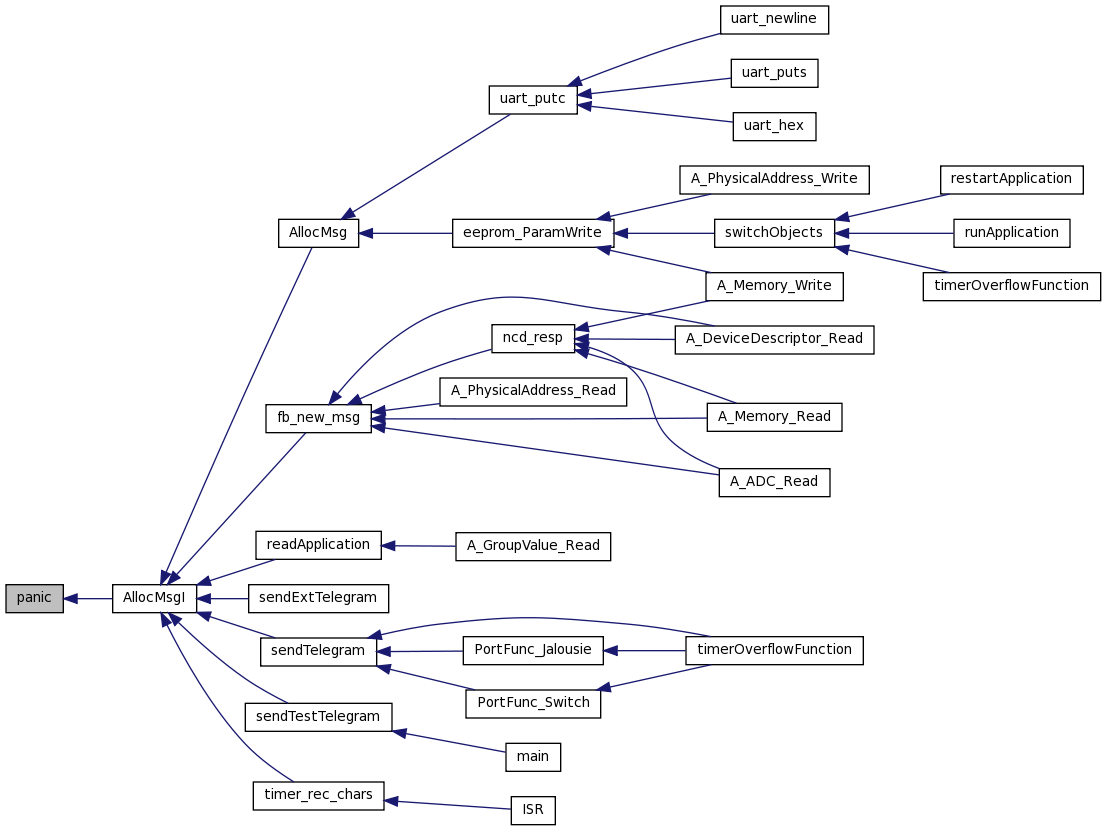 uart_newline
uart_puts
uart_putc
uart_hex
A_PhysicalAddress_Write
restartApplication
AllocMsg
eeprom_ParamWrite
switchObjects
runApplication
A_Memory_Write
timerOverflowFunction
ncd_resp
A_DeviceDescriptor_Read
A_PhysicalAddress_Read
fb_new_msg
A_Memory_Read
A_ADC_Read
readApplication
A_GroupValue_Read
panic
AllocMsgI
sendExtTelegram
sendTelegram
PortFunc_Jalousie
timerOverflowFunction
PortFunc_Switch
sendTestTelegram
main
timer_rec_chars
ISR